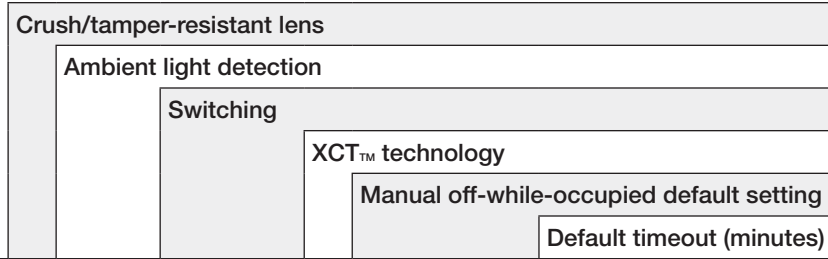 Crush/tamper-resistant lens
Ambient light detection
Switching
XCT™ technology
Manual off-while-occupied default setting
Default timeout (minutes)